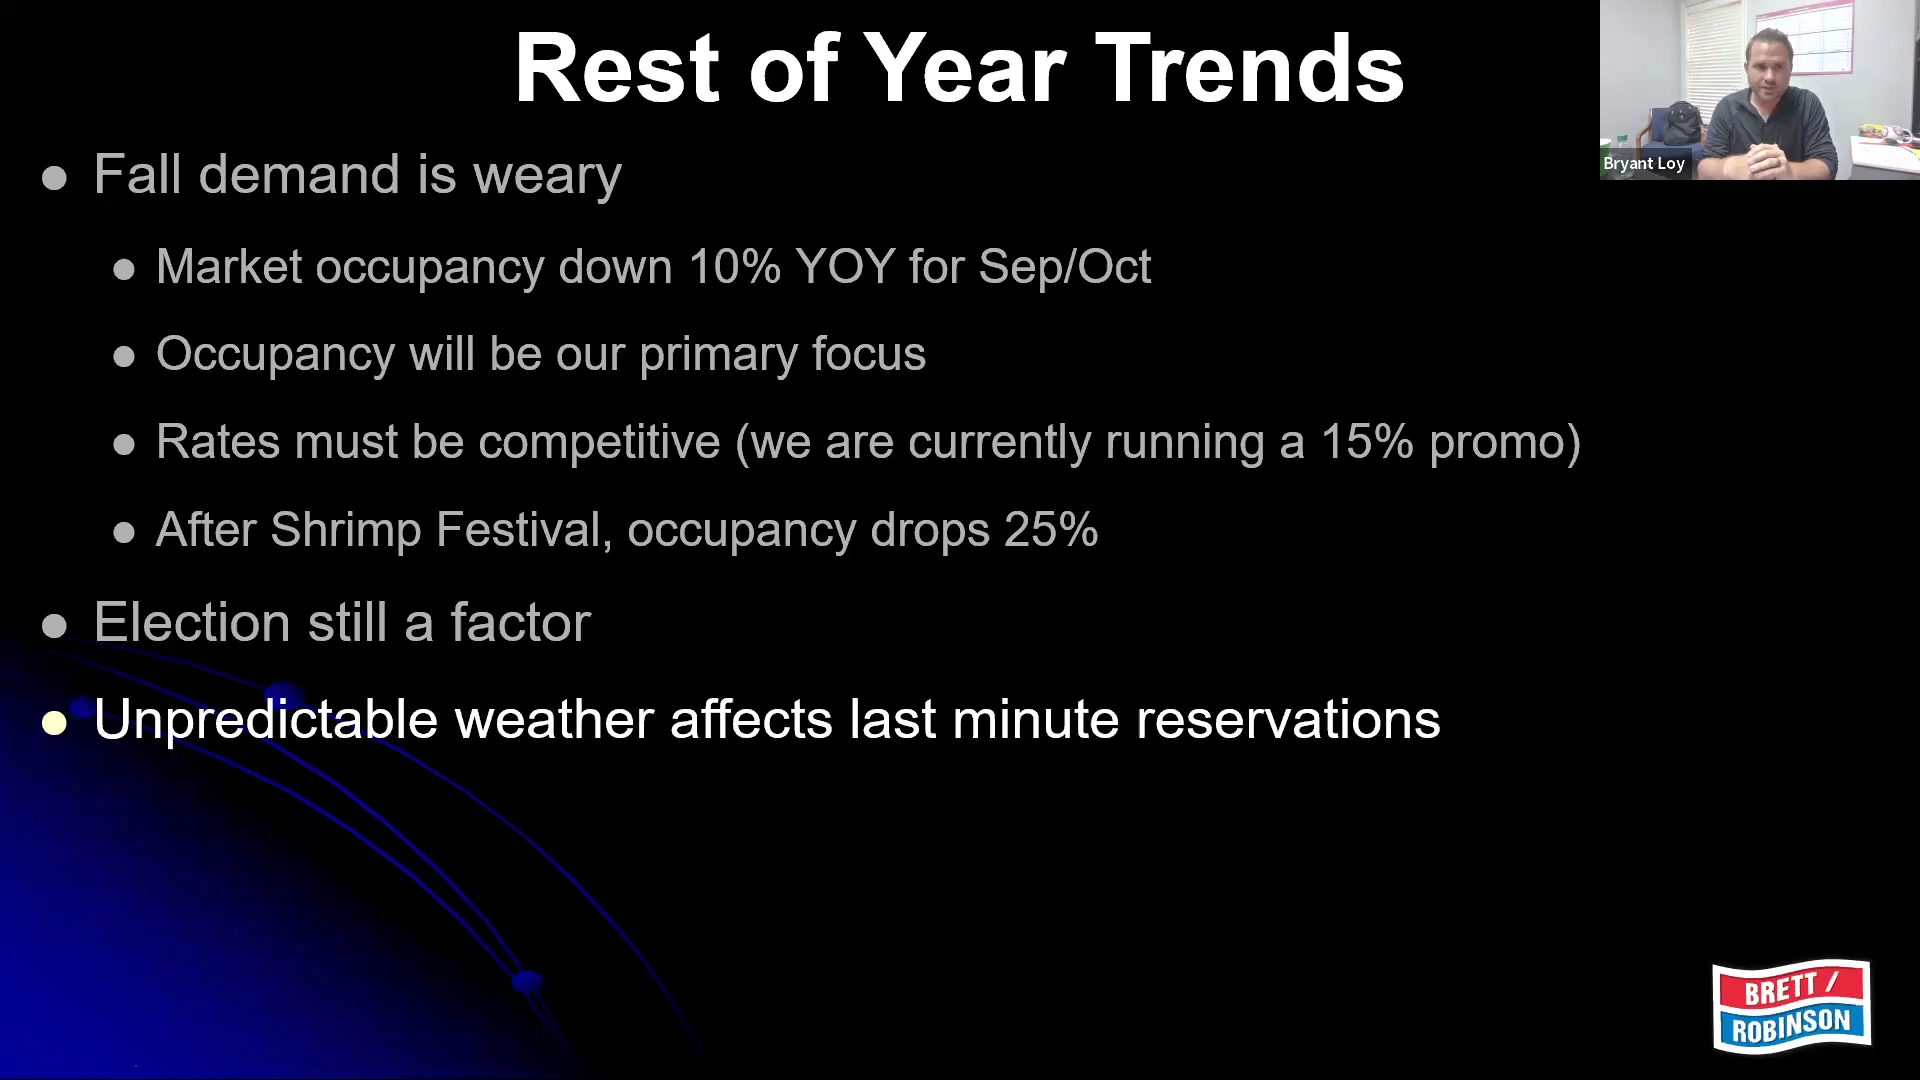 Rest of Year Trends
Bryant Loy
● Fall demand is weary
● Market occupancy down 10% YOY for Sep/Oct
● Occupancy will be our primary focus
● Rates must be competitive (we are currently running a 15% promo)
● After Shrimp Festival, occupancy drops 25%
● Election still a factor
● Unpredictable weather affects last minute reservations
BRETT /
ROBINSON